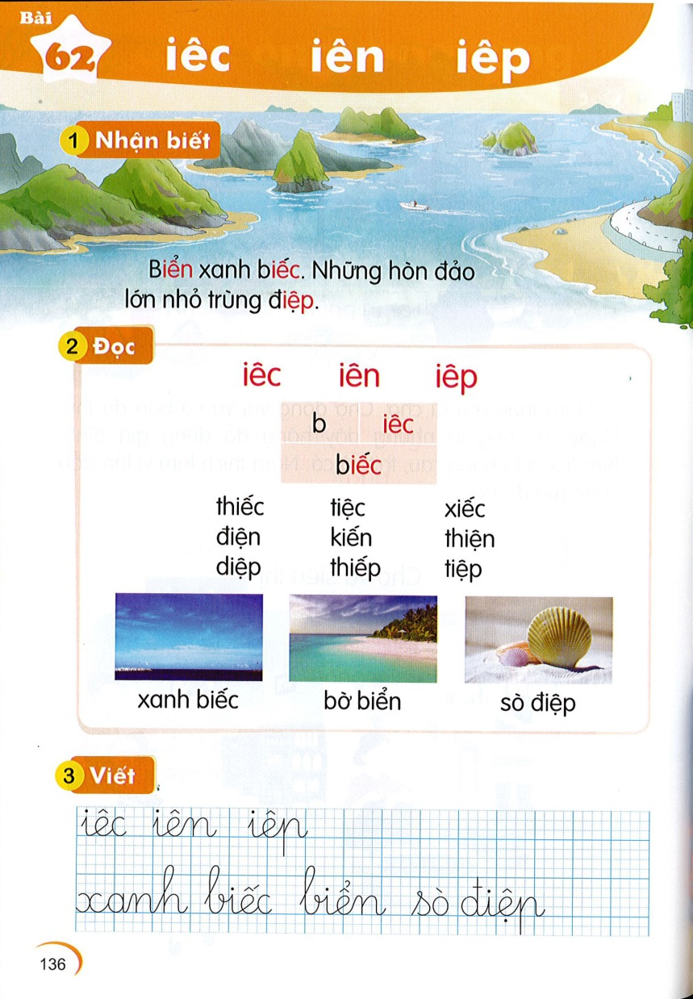 Bài
62
iêc iên iêp
1 Nhận biết
Biển xanh biếc. Những hòn đảo
lớn nhỏ trùng điệp.
2 Đọc
iêc iên iêp
b iêc
biếc
thiếc tiệc xiếc
điện kiến thiện
diệp thiếp tiệp
xanh biếc bờ biển sò điệp
3 Viết
iêc iên iêp
xanh biếc biển sò điệp
136